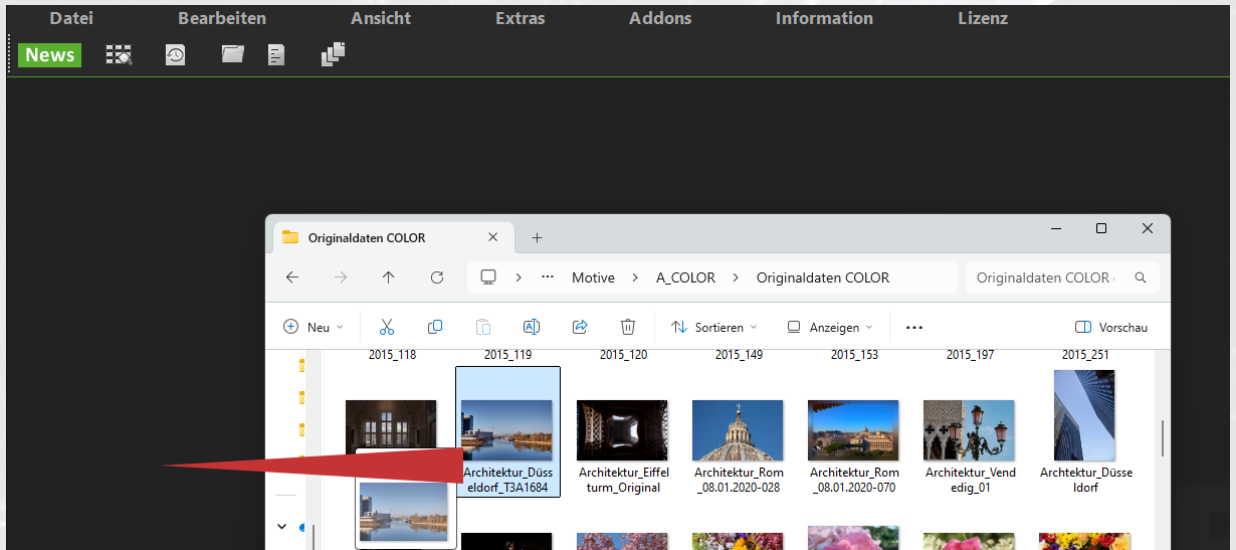 Datei Bearbeiten Ansicht Extras Addons Information Lizenz
News
Originaldaten COLOR
Motive > A_COLOR > Originaldaten COLOR
Originaldaten COLOR
Neu
Sortieren
Anzeigen
Vorschau
2015_118 2015_119 2015_120 2015_149 2015_153 2015_197 2015_251
Architektur_Düss
eldorf_T3A1684
Architektur_Eiffel
turm_Original
Architektur_Rom
_08.01.2020-028
Architektur_Rom
_08.01.2020-070
Architektur_Vend
edig_01
Architektur_Düsse
ldorf